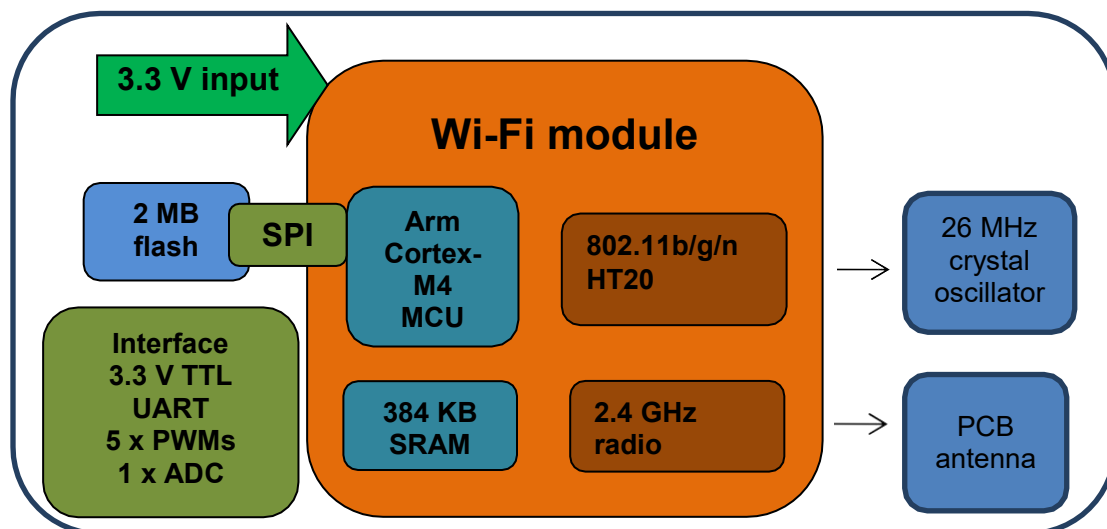 3.3 V input
Wi-Fi module
2 MB
flash
SPI
Arm
Cortex-
M4
MCU
802.11b/g/n
HT20
26 MHz
crystal
oscillator
Interface
3.3 V TTL
UART
5 x PWMs
1 x ADC
384 KB
SRAM
2.4 GHz
radio
PCB
antenna